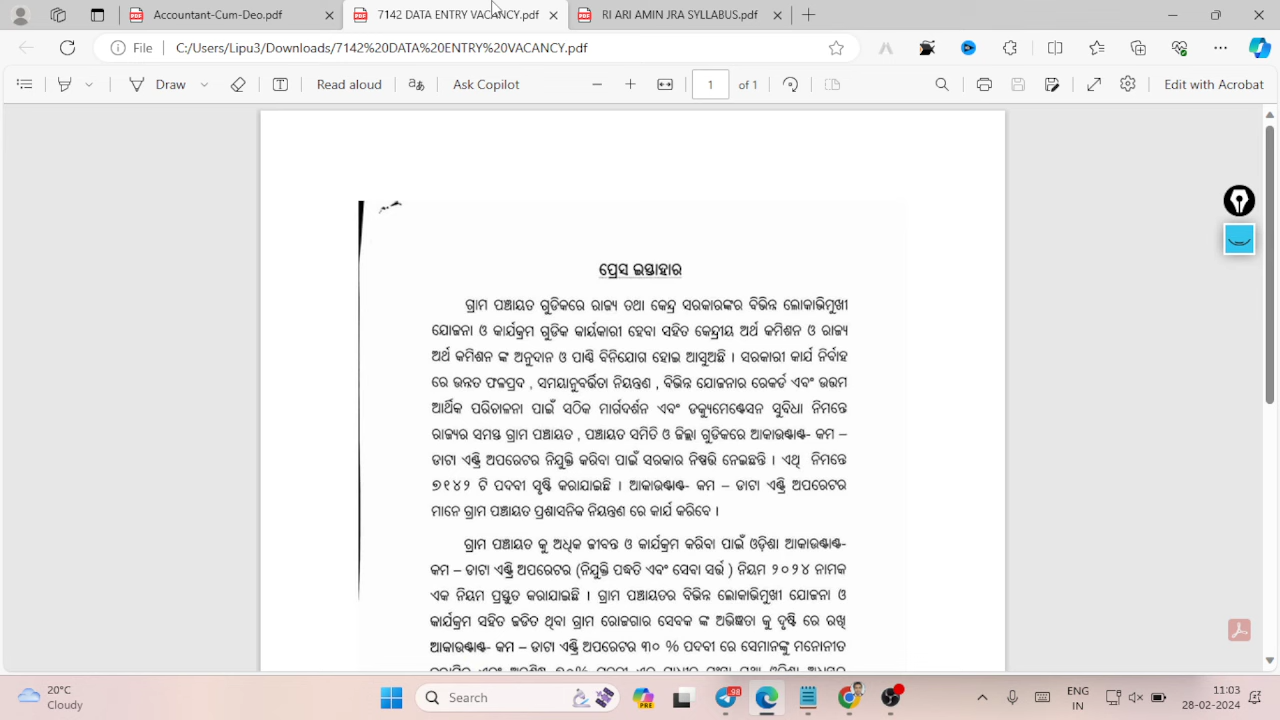 Accountant-Cum-Deo.pdf
7142 DATA ENTRY VACANCY.pdf
RI ARI AMIN JRA SYLLABUS.pdf
File
C:/Users/Lipu3/Downloads/7142%20DATA%20ENTRY%20VACANCY.pdf
Draw
Read aloud
aあ
Ask Copilot
1
of 1
Edit with Acrobat
ପ୍ରେସ ଇସ୍ତାହାର
ଗ୍ରାମ ପଞ୍ଚାୟତ ଗୁଡିକରେ ରାଜ୍ୟ ତଥା କେନ୍ଦ୍ର ସରକାରଙ୍କର ବିଭିନ୍ନ ଲୋକାଭିମୁଖୀ
ଯୋଜନା ଓ କାର୍ଯକ୍ରମ ଗୁଡିକ କାର୍ୟକାରୀ ହେବା ସହିତ କେନ୍ଦ୍ରୀୟ ଅର୍ଥ କମିଶନ ଓ ରାଜ୍ୟ
ଅର୍ଥ କମିଶନ ଙ୍କ ଅନୁଦାନ ଓ ପାଣ୍ଠି ବିନିଯୋଗ ହୋଇ ଆସୁଅଛି । ସରକାରୀ କାର୍ଯ ନିର୍ବାହ
ରେ ଉନ୍ନତ ଫଳପ୍ରଦ , ସମୟାନୁବର୍ତ୍ତିତା ନିୟନ୍ତ୍ରଣ , ବିଭିନ୍ନ ଯୋଜନାର ରେକର୍ଡ ଏବଂ ଉତ୍ତମ
ଆର୍ଥିକ ପରିଚାଳନା ପାଇଁ ସଠିକ ମାର୍ଗଦର୍ଶନ ଏବଂ ଡକ୍ୟୁମେଣ୍ଟେସନ ସୁବିଧା ନିମନ୍ତେ
ରାଜ୍ୟର ସମସ୍ତ ଗ୍ରାମ ପଞ୍ଚାୟତ , ପଞ୍ଚାୟତ ସମିତି ଓ ଜିଲ୍ଲା ଗୁଡିକରେ ଆକାଉଣ୍ଟାଣ୍ଟ- କମ –
ଡାଟା ଏଣ୍ଟ୍ରି ଅପରେଟର ନିଯୁକ୍ତି କରିବା ପାଇଁ ସରକାର ନିଷ୍ପତ୍ତି ନେଇଛନ୍ତି । ଏଥି ନିମନ୍ତେ
୭୧୪୨ ଟି ପଦବୀ ସୃଷ୍ଟି କରାଯାଇଛି । ଆକାଉଣ୍ଟାଣ୍ଟ- କମ – ଡାଟା ଏଣ୍ଟ୍ରି ଅପରେଟର
ମାନେ ଗ୍ରାମ ପଞ୍ଚାୟତ ପ୍ରଶାସନିକ ନିୟନ୍ତ୍ରଣ ରେ କାର୍ଯ କରିବେ ।
ଗ୍ରାମ ପଞ୍ଚାୟତ କୁ ଅଧିକ ଜୀବନ୍ତ ଓ କାର୍ଯକ୍ରମ କରିବା ପାଇଁ ଓଡ଼ିଶା ଆକାଉଣ୍ଟାଣ୍ଟ-
କମ – ଡାଟା ଏଣ୍ଟ୍ରି ଅପରେଟର (ନିଯୁକ୍ତି ପଦ୍ଧତି ଏବଂ ସେବା ସର୍ତ୍ତ ) ନିୟମ ୨୦୨୪ ନାମକ
ଏକ ନିୟମ ପ୍ରସ୍ତୁତ କରାଯାଇଛି । ଗ୍ରାମ ପଞ୍ଚାୟତର ବିଭିନ୍ନ ଲୋକାଭିମୁଖୀ ଯୋଜନା ଓ
କାର୍ଯକ୍ରମ ସହିତ ଜଡିତ ଥିବା ଗ୍ରାମ ରୋଜଗାର ସେବକ ଙ୍କ ଅଭିଜ୍ଞତା କୁ ଦୃଷ୍ଟି ରେ ରଖି
ଆକାଉଣ୍ଟାଣ୍ଟ- କମ – ଡାଟା ଏଣ୍ଟ୍ରି ଅପରେଟର ୩୦ % ପଦବୀ ରେ ସେମାନଙ୍କୁ ମନୋନୀତ
20°C
Cloudy
Search
PRE
98
ENG
IN
11:03
28-02-2024